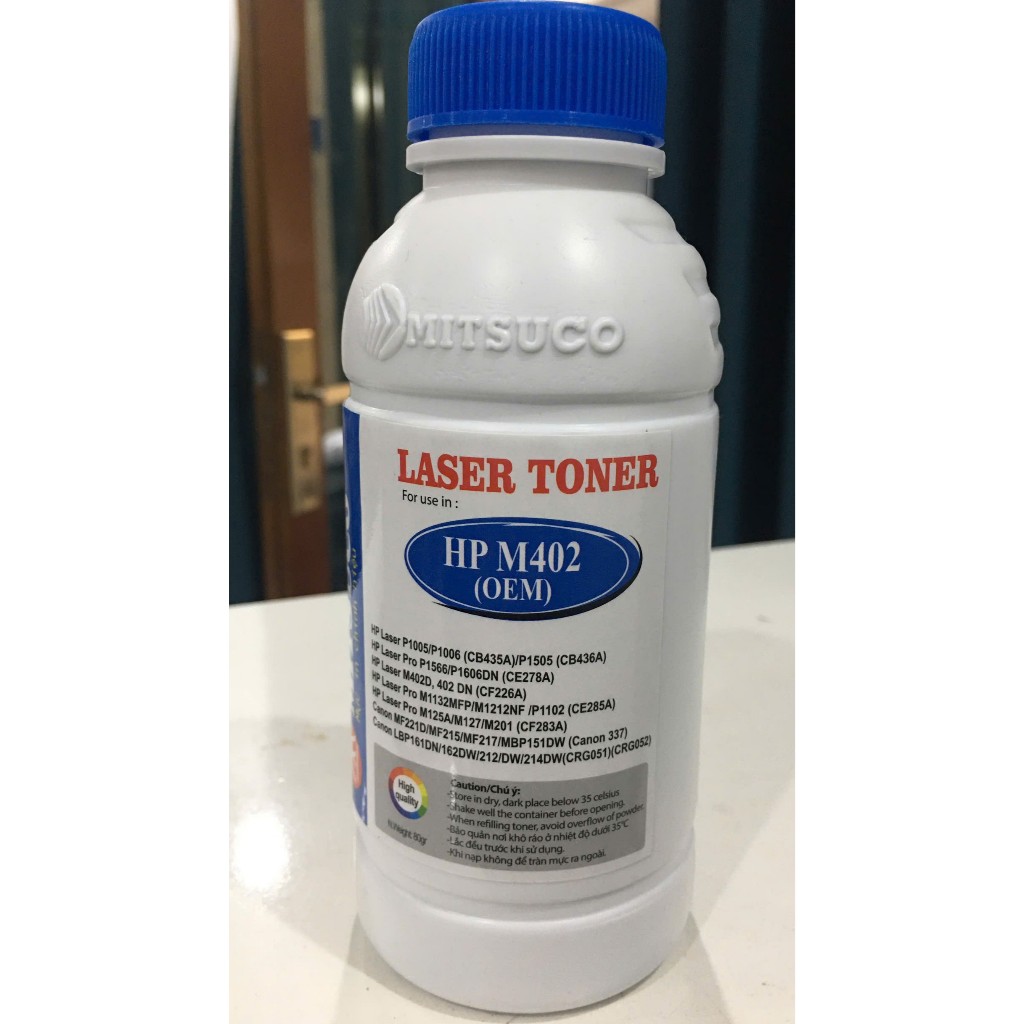 MITSUCO
LASER TONER
For use in :
HP M402
(OEM)
HP Laser P1005/P1006 (CB435A)/P1505 (CB436A)
HP Laser Pro P1566/P1606DN (CE278A)
HP Laser M402D, 402 DN (CF226A)
HP Laser Pro M1132MFP/M1212NF /P1102 (CE285A)
HP Laser Pro M125A/M127/M201 (CF283A)
Canon MF221D/MF215/MF217/MBP151DW (Canon 337)
Canon LBP161DN/162DW/212/DW/214DW(CRG051)(CRG052)
High
quality
N.Weight: 80gr
Caution/Chú ý:
-Store in dry, dark place below 35 celsius
-Shake well the container before opening.
-When refilling toner, avoid overflow of powder.
-Bảo quản nơi khô ráo ở nhiệt độ dưới 35°C
-Lắc đều trước khi sử dụng.
-Khi nạp không để tràn mực ra ngoài.